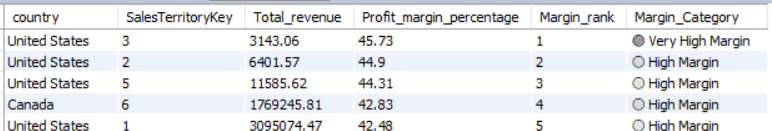 country SalesTerritoryKey Total_revenue Profit_margin_percentage Margin_rank Margin_Category
United States 3 3143.06 45.73 1 Very High Margin
United States 2 6401.57 44.9 2 High Margin
United States 5 11585.62 44.31 3 High Margin
Canada 6 1769245.81 42.83 4 High Margin
United States 1 3095074.47 42.48 5 High Margin